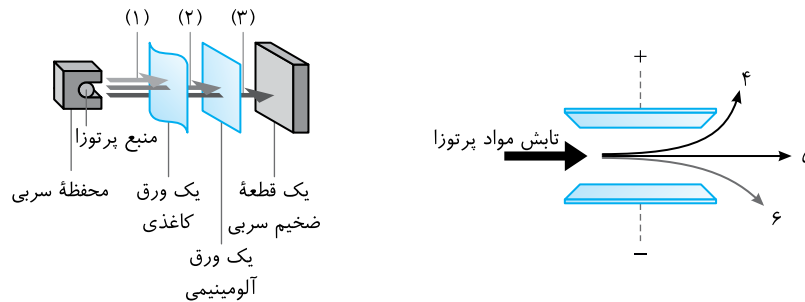 (۱) (۲) (۳)
منبع پرتوزا
محفظهٔ سربی
یک ورق
کاغذی
یک قطعهٔ
ضخیم سربی
یک ورق
آلومینیمی
+
۴
تابش مواد پرتوزا
۵
۶
−